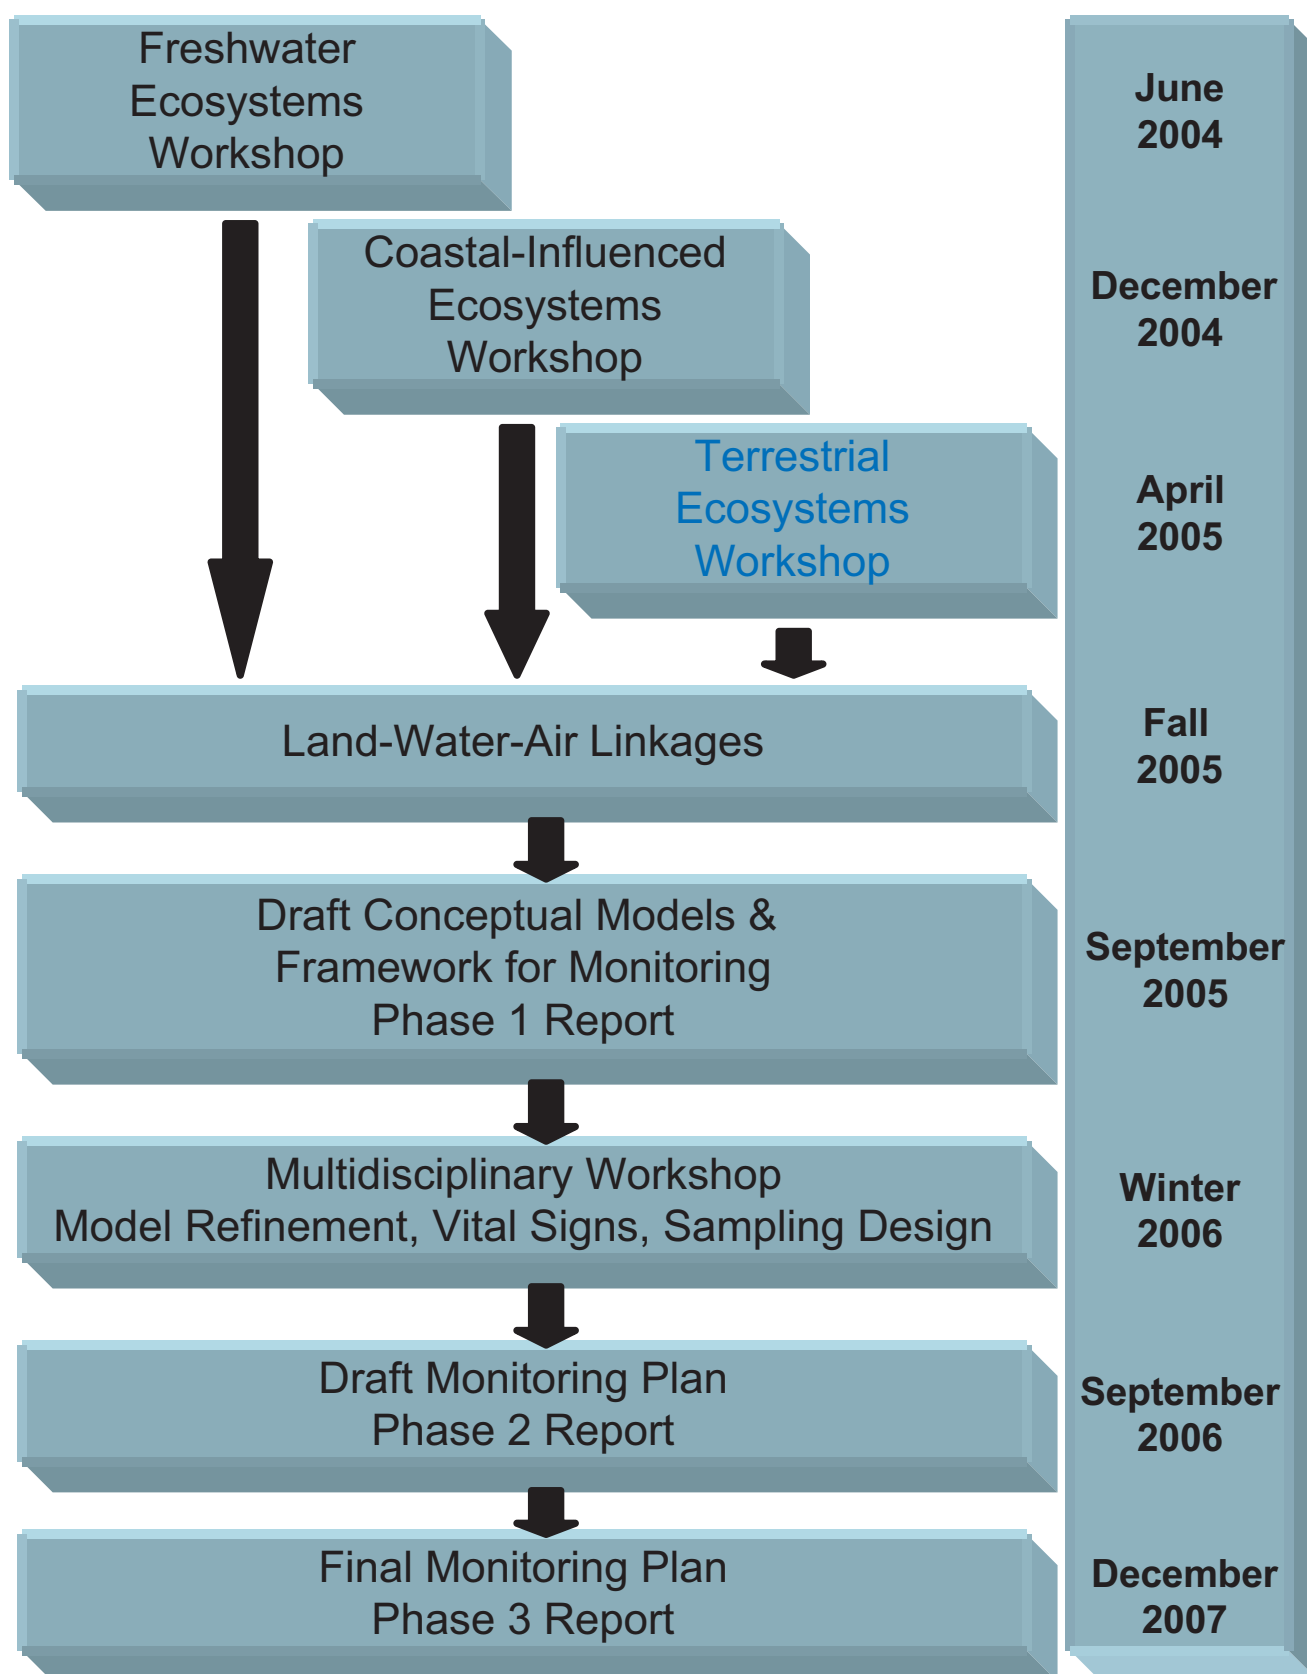 Freshwater
Ecosystems
Workshop
June
2004
Coastal-Influenced
Ecosystems
Workshop
December
2004
Terrestrial
Ecosystems
Workshop
April
2005
Land-Water-Air Linkages
Fall
2005
Draft Conceptual Models &
Framework for Monitoring
Phase 1 Report
September
2005
Multidisciplinary Workshop
Model Refinement, Vital Signs, Sampling Design
Winter
2006
Draft Monitoring Plan
Phase 2 Report
September
2006
Final Monitoring Plan
Phase 3 Report
December
2007